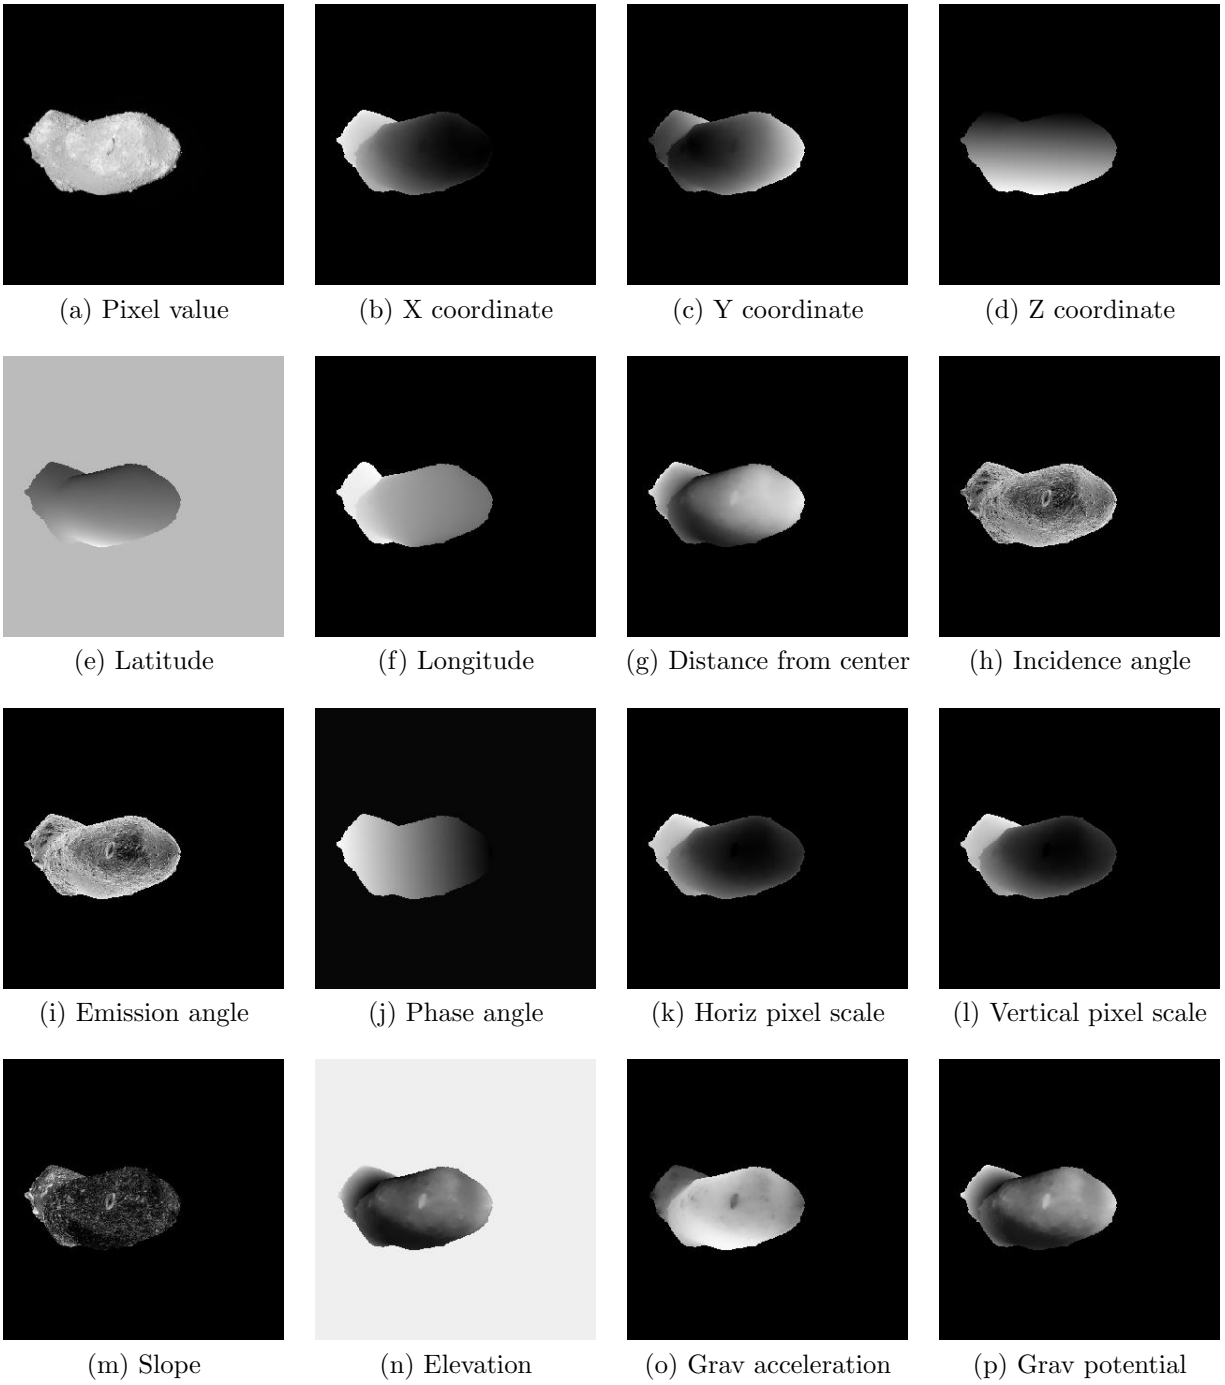 (a) Pixel value
(b) X coordinate
(c) Y coordinate
(d) Z coordinate
(e) Latitude
(f) Longitude
(g) Distance from center
(h) Incidence angle
(i) Emission angle
(j) Phase angle
(k) Horiz pixel scale
(l) Vertical pixel scale
(m) Slope
(n) Elevation
(o) Grav acceleration
(p) Grav potential